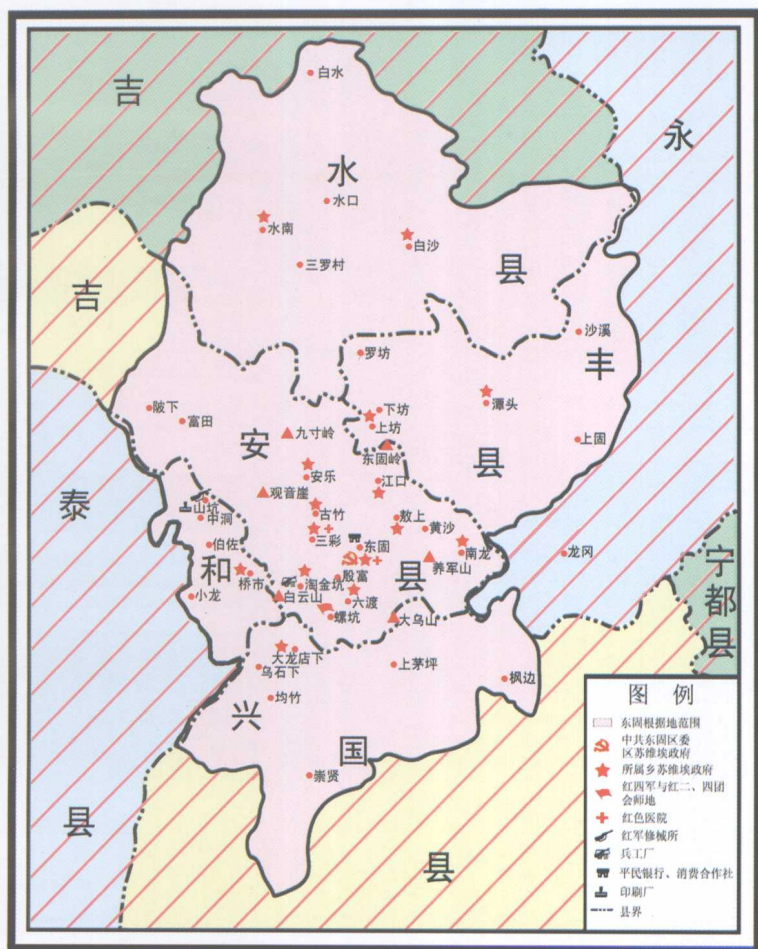 白水
吉
永
水
水口
水南
白沙
三罗村
县
吉
沙溪
罗坊
丰
潭头
陂下
下坊
富田
安
九寸岭
上坊
县
上固
东固岭
安乐
江口
泰
观音崖
山坑
古竹
敖上
中洞
黄沙
三彩
东固
伯佐
南龙
龙冈
养军山
宁都县
和
桥市
殷富
县
淘金坑
小龙
白云山
六渡
螺坑
大乌山
大龙店下
乌石下
上茅坪
枫边
均竹
兴
国
崇贤
县
县
图 例
东固根据地范围
中共东固区委
区苏维埃政府
所属乡苏维埃政府
红四军与红二、四团
会师地
红色医院
红军修械所
兵工厂
平民银行、消费合作社
印刷厂
县界